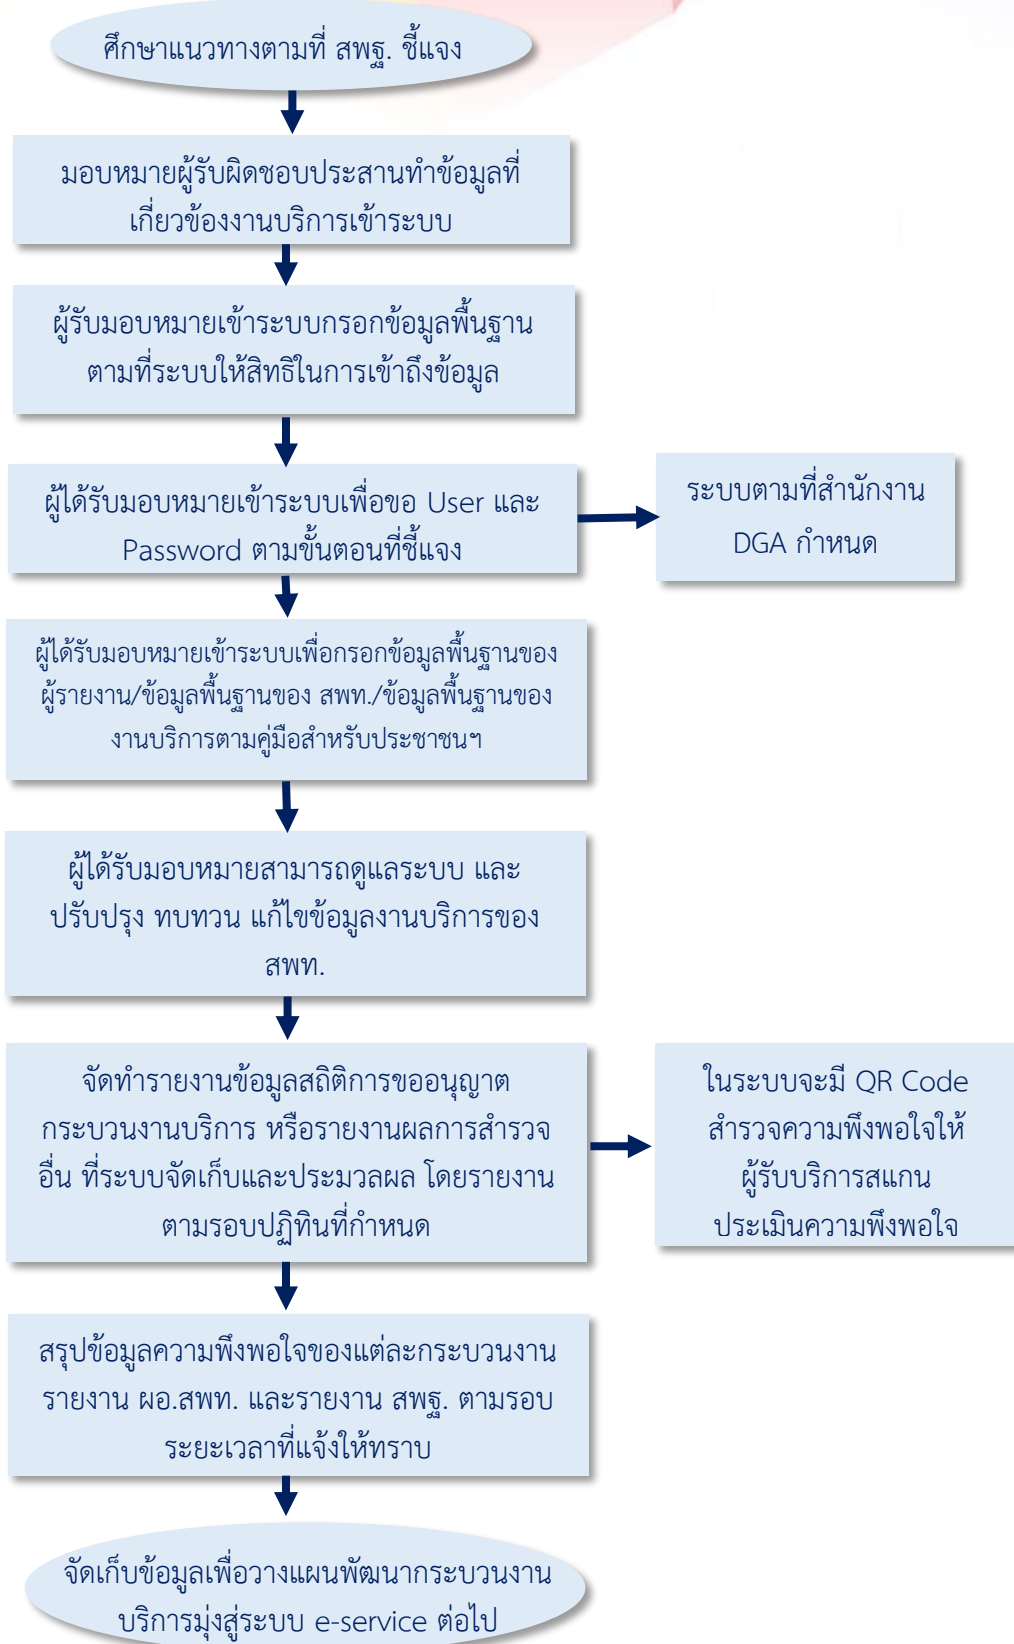 ศึกษาแนวทางตามที่ สพฐ. ชี้แจง
มอบหมายผู้รับผิดชอบประสานทำข้อมูลที่
เกี่ยวข้องงานบริการเข้าระบบ
ผู้รับมอบหมายเข้าระบบกรอกข้อมูลพื้นฐาน
ตามที่ระบบให้สิทธิในการเข้าถึงข้อมูล
ผู้ได้รับมอบหมายเข้าระบบเพื่อขอ User และ
Password ตามขั้นตอนที่ชี้แจง
ระบบตามที่สำนักงาน
DGA กำหนด
ผู้ได้รับมอบหมายเข้าระบบเพื่อกรอกข้อมูลพื้นฐานของ
ผู้รายงาน/ข้อมูลพื้นฐานของ สพท./ข้อมูลพื้นฐานของ
งานบริการตามคู่มือสำหรับประชาชนฯ
ผู้ได้รับมอบหมายสามารถดูแลระบบ และ
ปรับปรุง ทบทวน แก้ไขข้อมูลงานบริการของ
สพท.
จัดทำรายงานข้อมูลสถิติการขออนุญาต
กระบวนงานบริการ หรือรายงานผลการสำรวจ
อื่น ที่ระบบจัดเก็บและประมวลผล โดยรายงาน
ตามรอบปฏิทินที่กำหนด
ในระบบจะมี QR Code
สำรวจความพึงพอใจให้
ผู้รับบริการสแกน
ประเมินความพึงพอใจ
สรุปข้อมูลความพึงพอใจของแต่ละกระบวนงาน
รายงาน ผอ.สพท. และรายงาน สพฐ. ตามรอบ
ระยะเวลาที่แจ้งให้ทราบ
จัดเก็บข้อมูลเพื่อวางแผนพัฒนากระบวนงาน
บริการมุ่งสู่ระบบ e-service ต่อไป